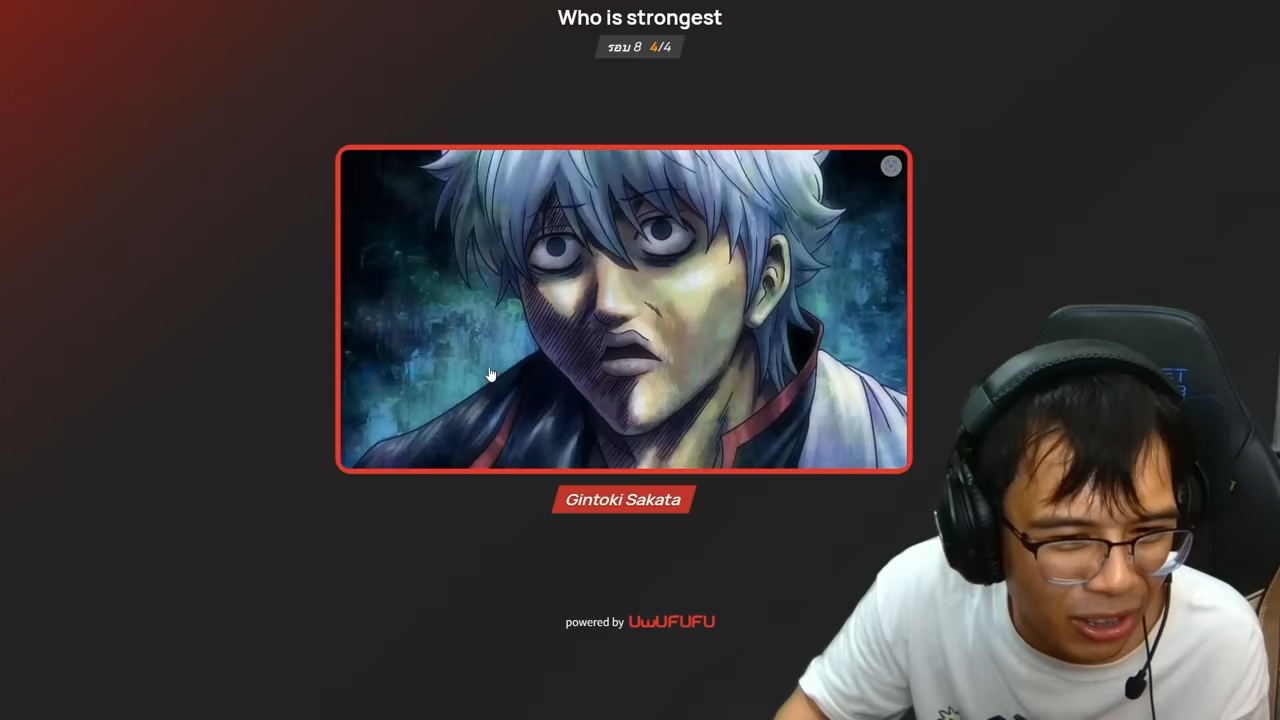 Who is strongest
รอบ 8 4/4
Gintoki Sakata
powered by UwUFUFU